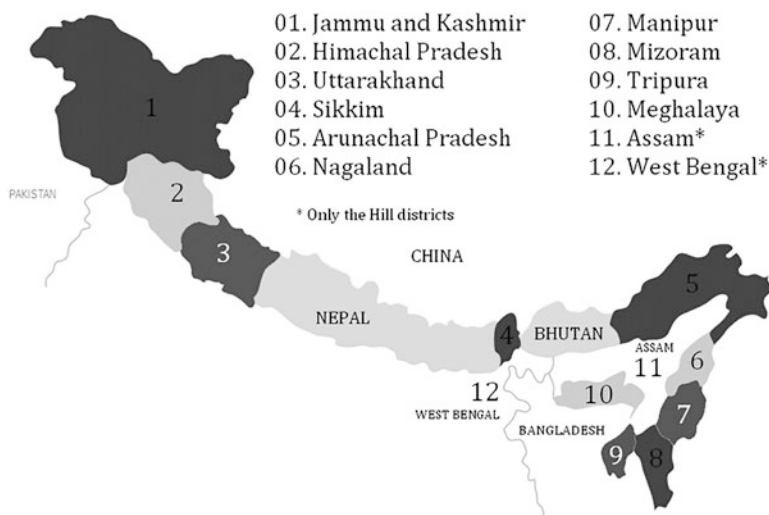 01. Jammu and Kashmir
02. Himachal Pradesh
03. Uttarakhand
04. Sikkim
05. Arunachal Pradesh
06. Nagaland
07. Manipur
08. Mizoram
09. Tripura
10. Meghalaya
11. Assam*
12. West Bengal*
* Only the Hill districts
1
PAKISTAN
2
3
CHINA
NEPAL
4
BHUTAN
5
ASSAM
11
6
12
WEST BENGAL
10
7
BANGLADESH
9
8